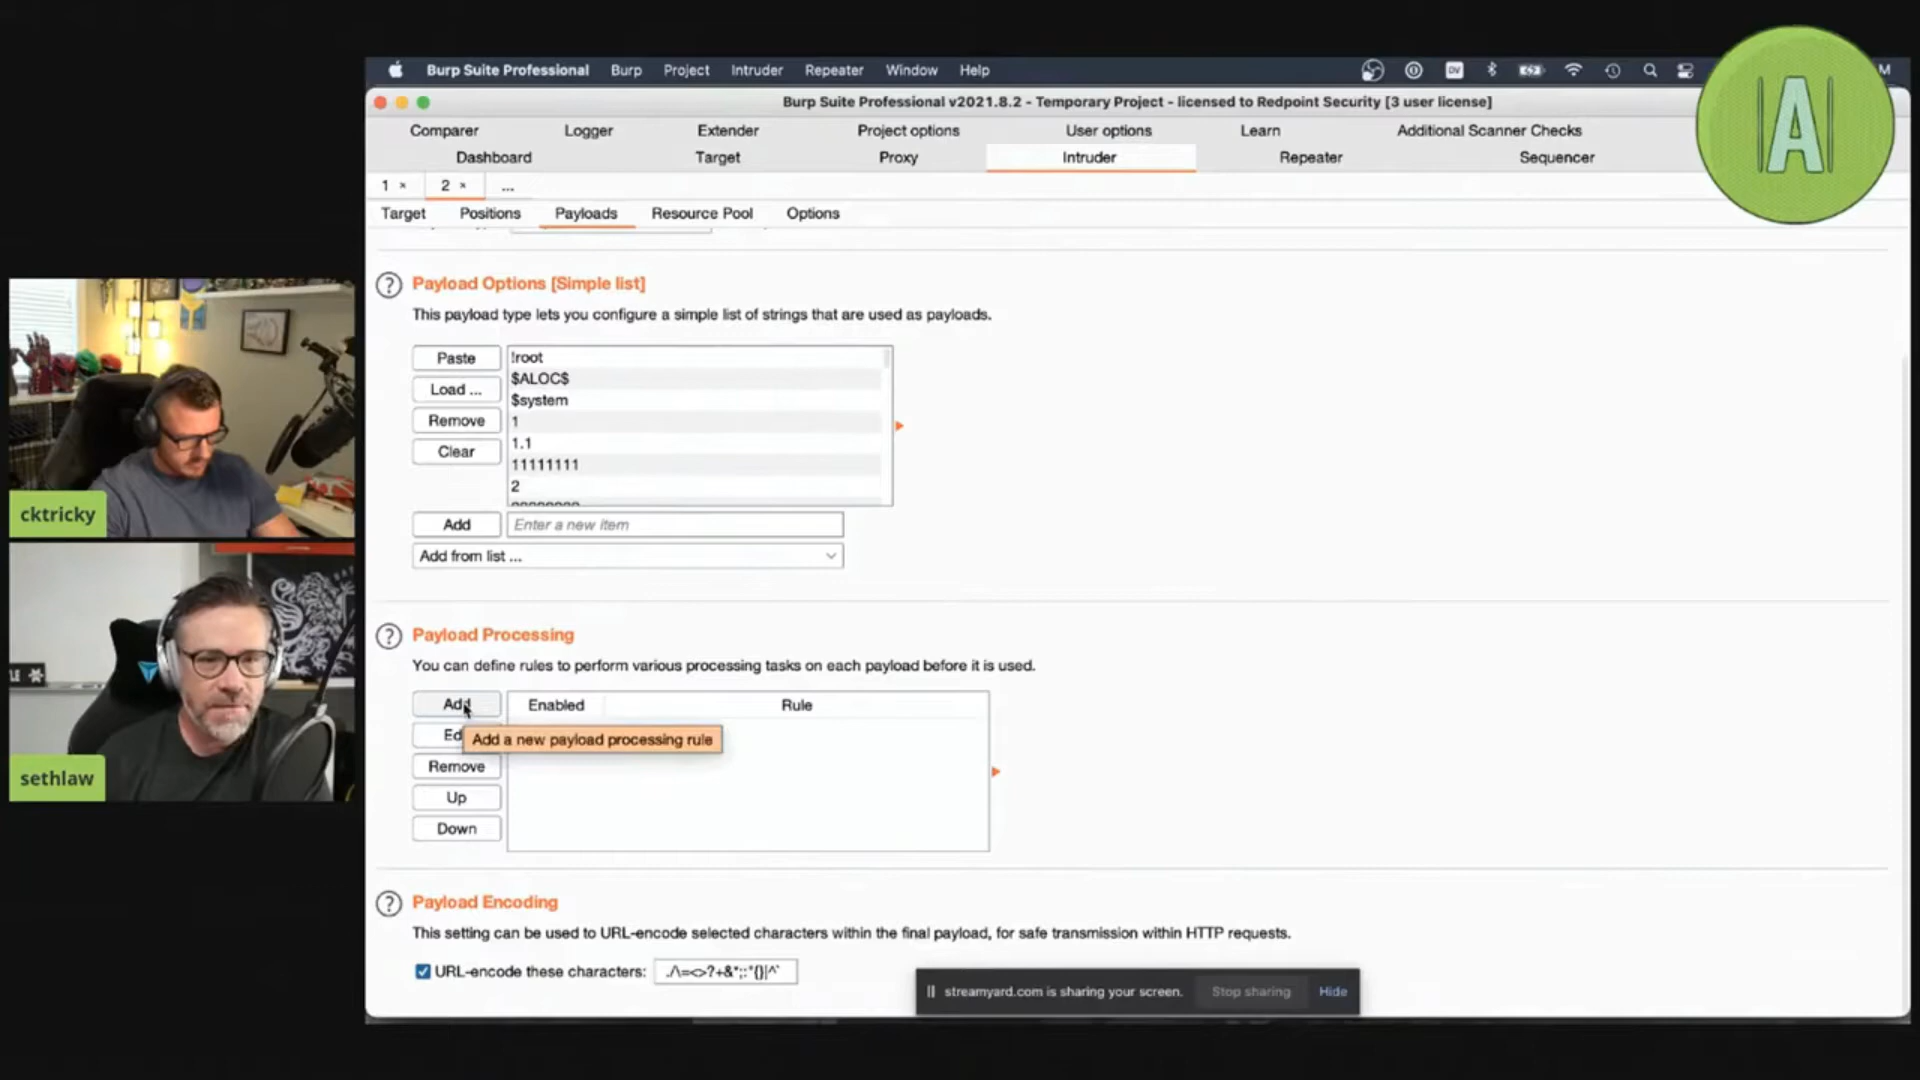 Burp Suite Professional Burp Project Intruder Repeater Window Help
Burp Suite Professional v2021.8.2 - Temporary Project - licensed to Redpoint Security [3 user license]
Comparer Logger Extender Project options User options Learn Additional Scanner Checks
Dashboard Target Proxy Intruder Repeater Sequencer
A
1 × 2 × ...
Target Positions Payloads Resource Pool Options
? Payload Options [Simple list]
This payload type lets you configure a simple list of strings that are used as payloads.
Paste
Load ...
Remove
Clear
!root
$ALOC$
$system
1
1.1
11111111
2
Add Enter a new item
Add from list ...
? Payload Processing
You can define rules to perform various processing tasks on each payload before it is used.
Add Enabled Rule
Ed
Add a new payload processing rule
Remove
Up
Down
? Payload Encoding
This setting can be used to URL-encode selected characters within the final payload, for safe transmission within HTTP requests.
URL-encode these characters:
streamyard.com is sharing your screen. Stop sharing Hide
cktricky
sethlaw